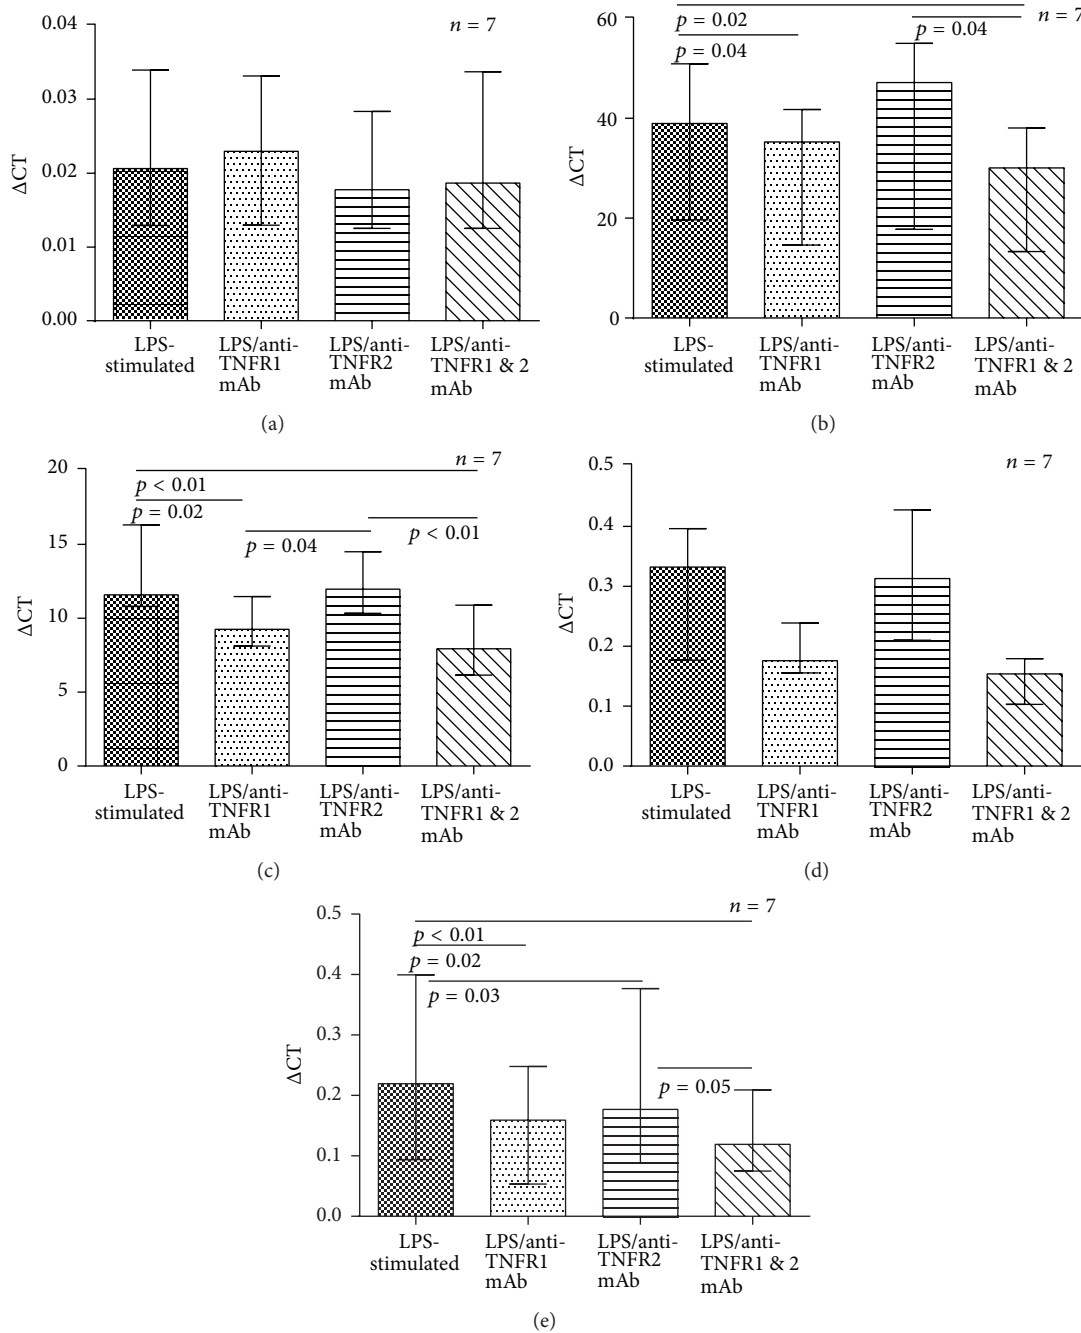 0.04
0.03
0.02
0.01
0.00
ΔCT
n = 7
LPS-
stimulated
LPS/anti-
TNFR1
mAb
LPS/anti-
TNFR2
mAb
LPS/anti-
TNFR1 & 2
mAb
(a)
60
40
20
0
ΔCT
n = 7
p = 0.02
p = 0.04
p = 0.04
LPS-
stimulated
LPS/anti-
TNFR1
mAb
LPS/anti-
TNFR2
mAb
LPS/anti-
TNFR1 & 2
mAb
(b)
20
15
10
5
0
ΔCT
n = 7
p < 0.01
p = 0.02
p = 0.04
p < 0.01
LPS-
stimulated
LPS/anti-
TNFR1
mAb
LPS/anti-
TNFR2
mAb
LPS/anti-
TNFR1 & 2
mAb
(c)
0.5
0.4
0.3
0.2
0.1
0.0
ΔCT
n = 7
LPS-
stimulated
LPS/anti-
TNFR1
mAb
LPS/anti-
TNFR2
mAb
LPS/anti-
TNFR1 & 2
mAb
(d)
0.5
0.4
0.3
0.2
0.1
0.0
ΔCT
n = 7
p < 0.01
p = 0.02
p = 0.03
p = 0.05
LPS-
stimulated
LPS/anti-
TNFR1
mAb
LPS/anti-
TNFR2
mAb
LPS/anti-
TNFR1 & 2
mAb
(e)